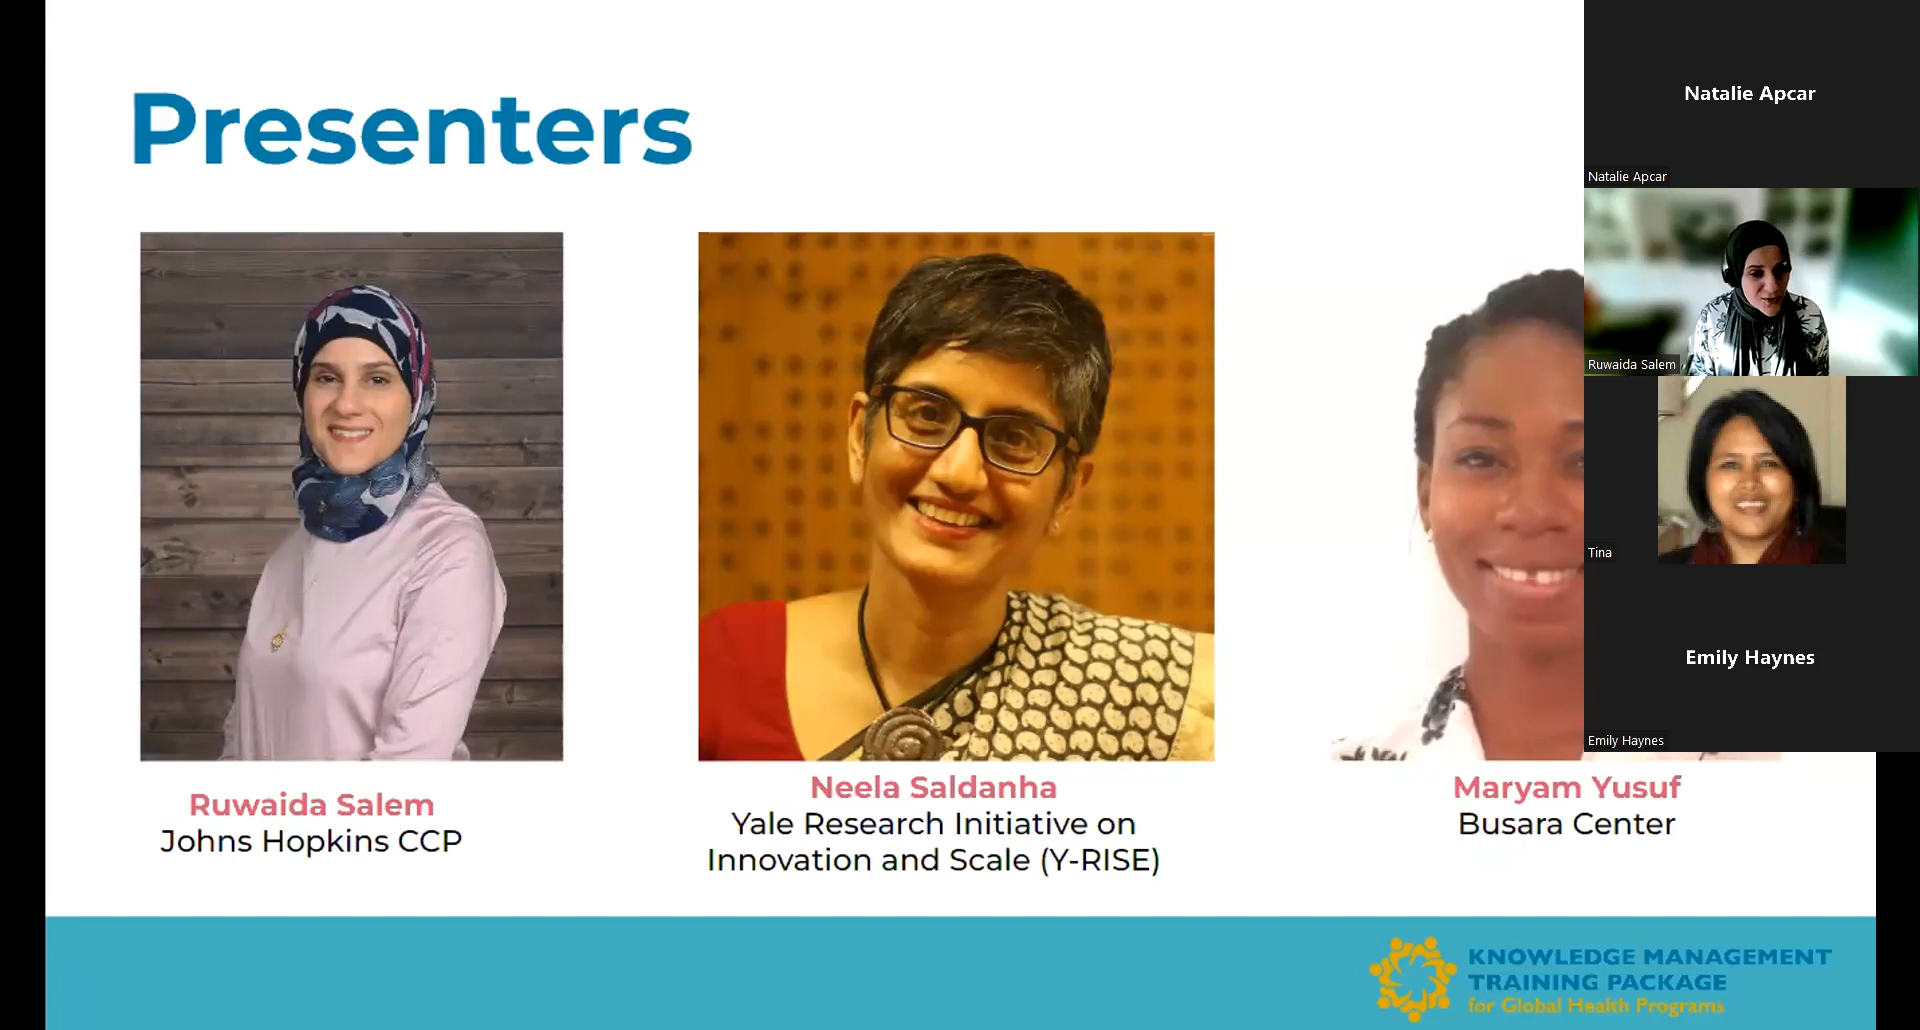 Presenters
Ruwaida Salem
Johns Hopkins CCP
Neela Saldanha
Yale Research Initiative on
Innovation and Scale (Y-RISE)
Maryam Yusuf
Busara Center
KNOWLEDGE MANAGEMENT
TRAINING PACKAGE
for Global Health Programs
Natalie Apcar
Natalie Apcar
Ruwaida Salem
Tina
Emily Haynes
Emily Haynes